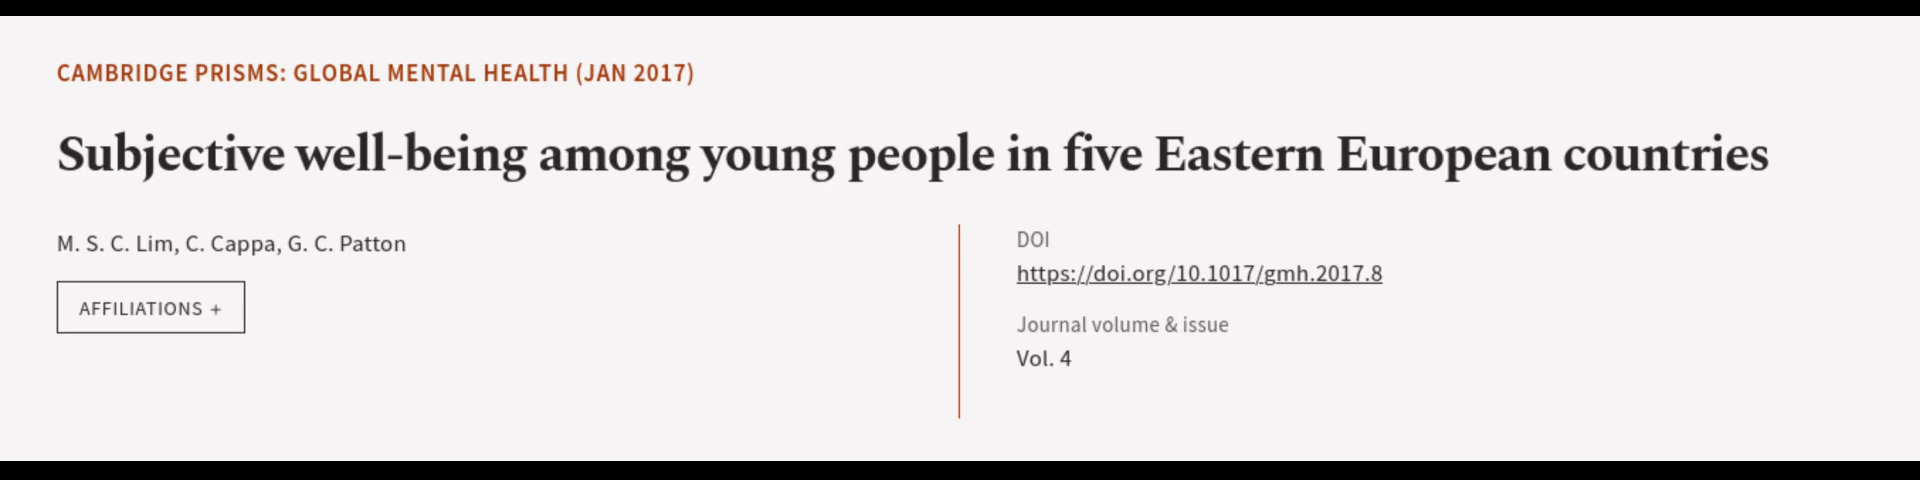 CAMBRIDGE PRISMS: GLOBAL MENTAL HEALTH (JAN 2017)
Subjective well-being among young people in five Eastern European countries
M. S. C. Lim, C. Cappa, G. C. Patton
AFFILIATIONS +
DOI
https://doi.org/10.1017/gmh.2017.8
Journal volume & issue
Vol. 4